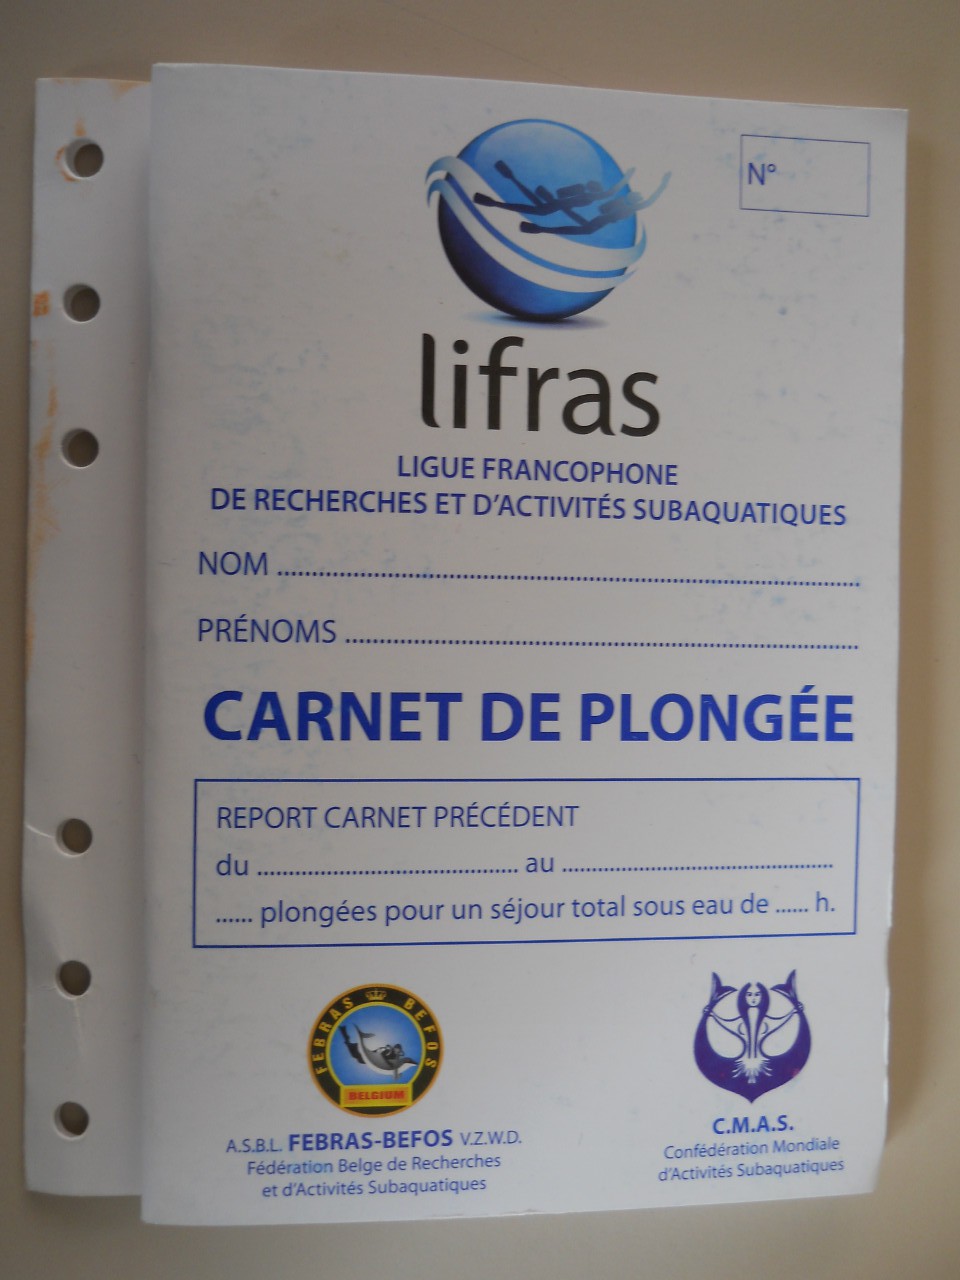 N°
lifras
LIGUE FRANCOPHONE
DE RECHERCHES ET D'ACTIVITÉS SUBAQUATIQUES
NOM ................................................................................
PRÉNOMS ........................................................................
CARNET DE PLONGÉE
REPORT CARNET PRÉCÉDENT
du ...................................... au .......................................
...... plongées pour un séjour total sous eau de ...... h.
FEBRAS BEFOS
BELGIUM
A.S.B.L. FEBRAS-BEFOS V.Z.W.D.
Fédération Belge de Recherches
et d'Activités Subaquatiques
C.M.A.S.
Confédération Mondiale
d'Activités Subaquatiques